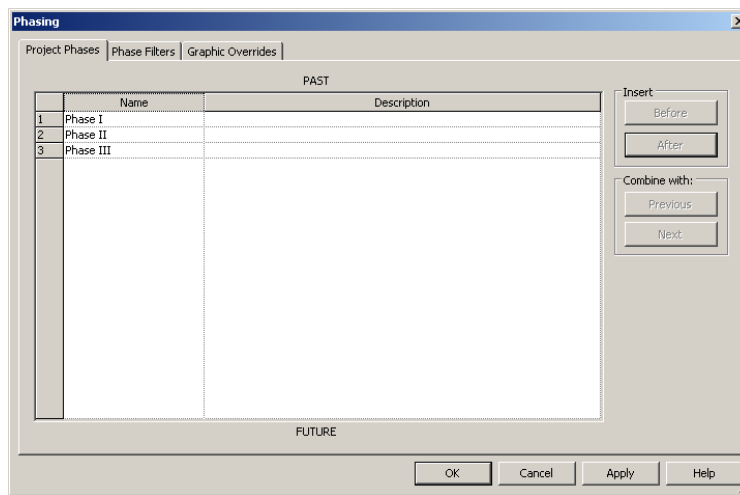 Phasing
Project Phases Phase Filters Graphic Overrides
PAST
Name Description
1 Phase I
2 Phase II
3 Phase III
FUTURE
Insert
Before
After
Combine with:
Previous
Next
OK Cancel Apply Help